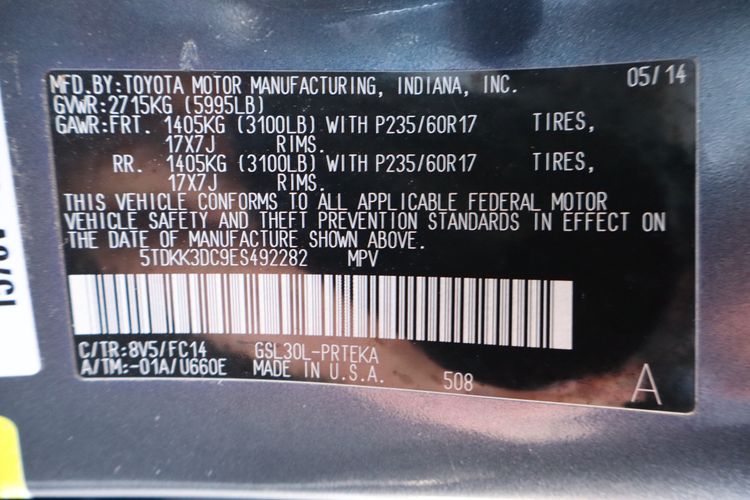 MFD.BY:TOYOTA MOTOR MANUFACTURING, INDIANA, INC. 05/14
GVWR:2715KG (5995LB)
GAWR:FRT. 1405KG (3100LB) WITH P235/60R17 TIRES,
17X7J RIMS.
RR. 1405KG (3100LB) WITH P235/60R17 TIRES,
17X7J RIMS.
THIS VEHICLE CONFORMS TO ALL APPLICABLE FEDERAL MOTOR
VEHICLE SAFETY AND THEFT PREVENTION STANDARDS IN EFFECT ON
THE DATE OF MANUFACTURE SHOWN ABOVE.
5TDKK3DC9ES492282 MPV
C/TR:8V5/FC14 GSL30L-PRTEKA
A/TM:-01A/U660E MADE IN U.S.A. 508 A